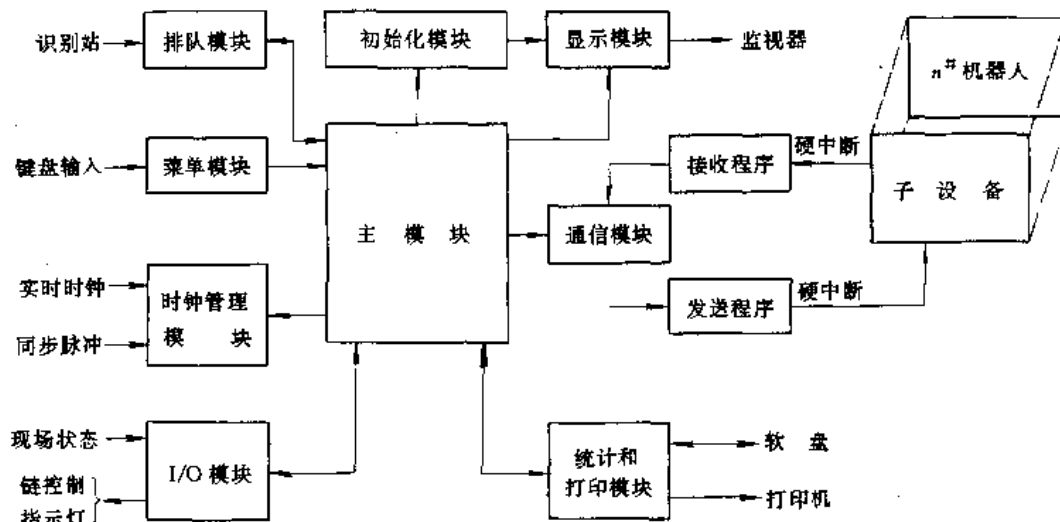 识别站
排队模块
初始化模块
显示模块
监视器
n# 机器人
键盘输入
菜单模块
接收程序
硬中断
子 设 备
主 模 块
通信模块
实时时钟
时钟管理
模 块
同步脉冲
发送程序
硬中断
现场状态
I/O 模块
链控制
指示灯
统计和
打印模块
软 盘
打印机